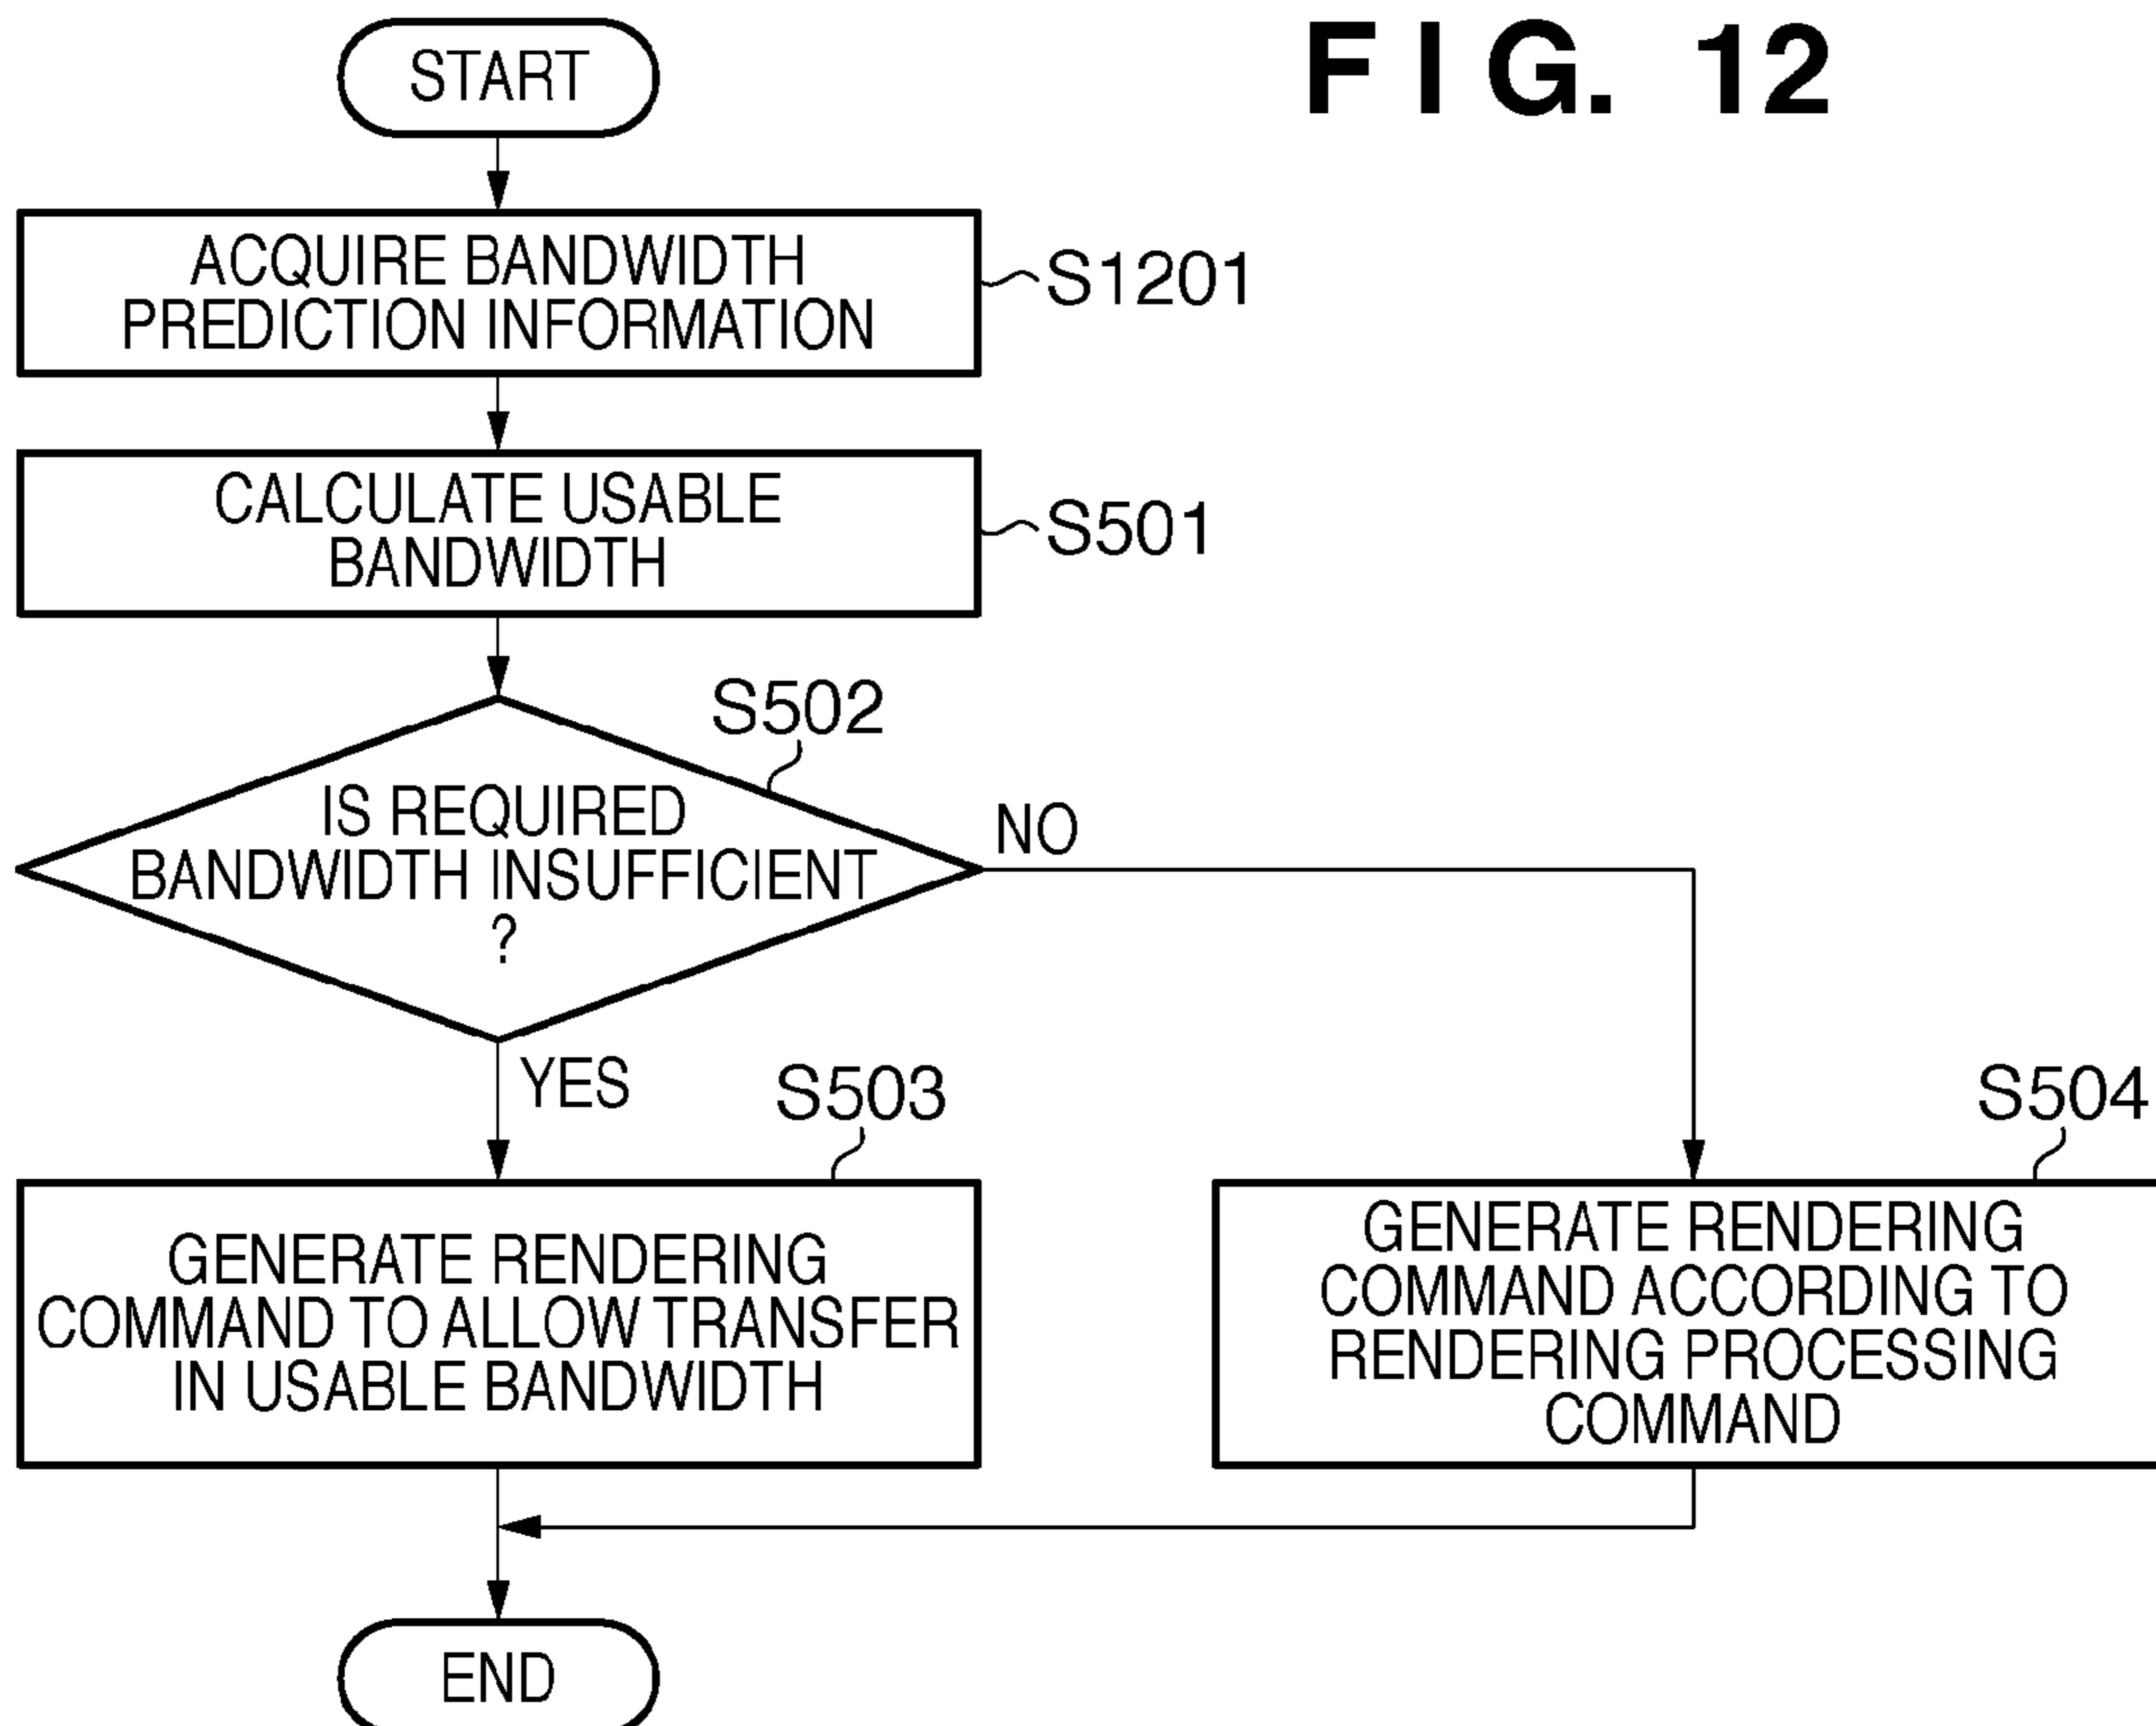 FIG. 12
START
ACQUIRE BANDWIDTH
PREDICTION INFORMATION
S1201
CALCULATE USABLE
BANDWIDTH
S501
S502
IS REQUIRED
BANDWIDTH INSUFFICIENT
?
NO
YES
S503
GENERATE RENDERING
COMMAND TO ALLOW TRANSFER
IN USABLE BANDWIDTH
S504
GENERATE RENDERING
COMMAND ACCORDING TO
RENDERING PROCESSING
COMMAND
END